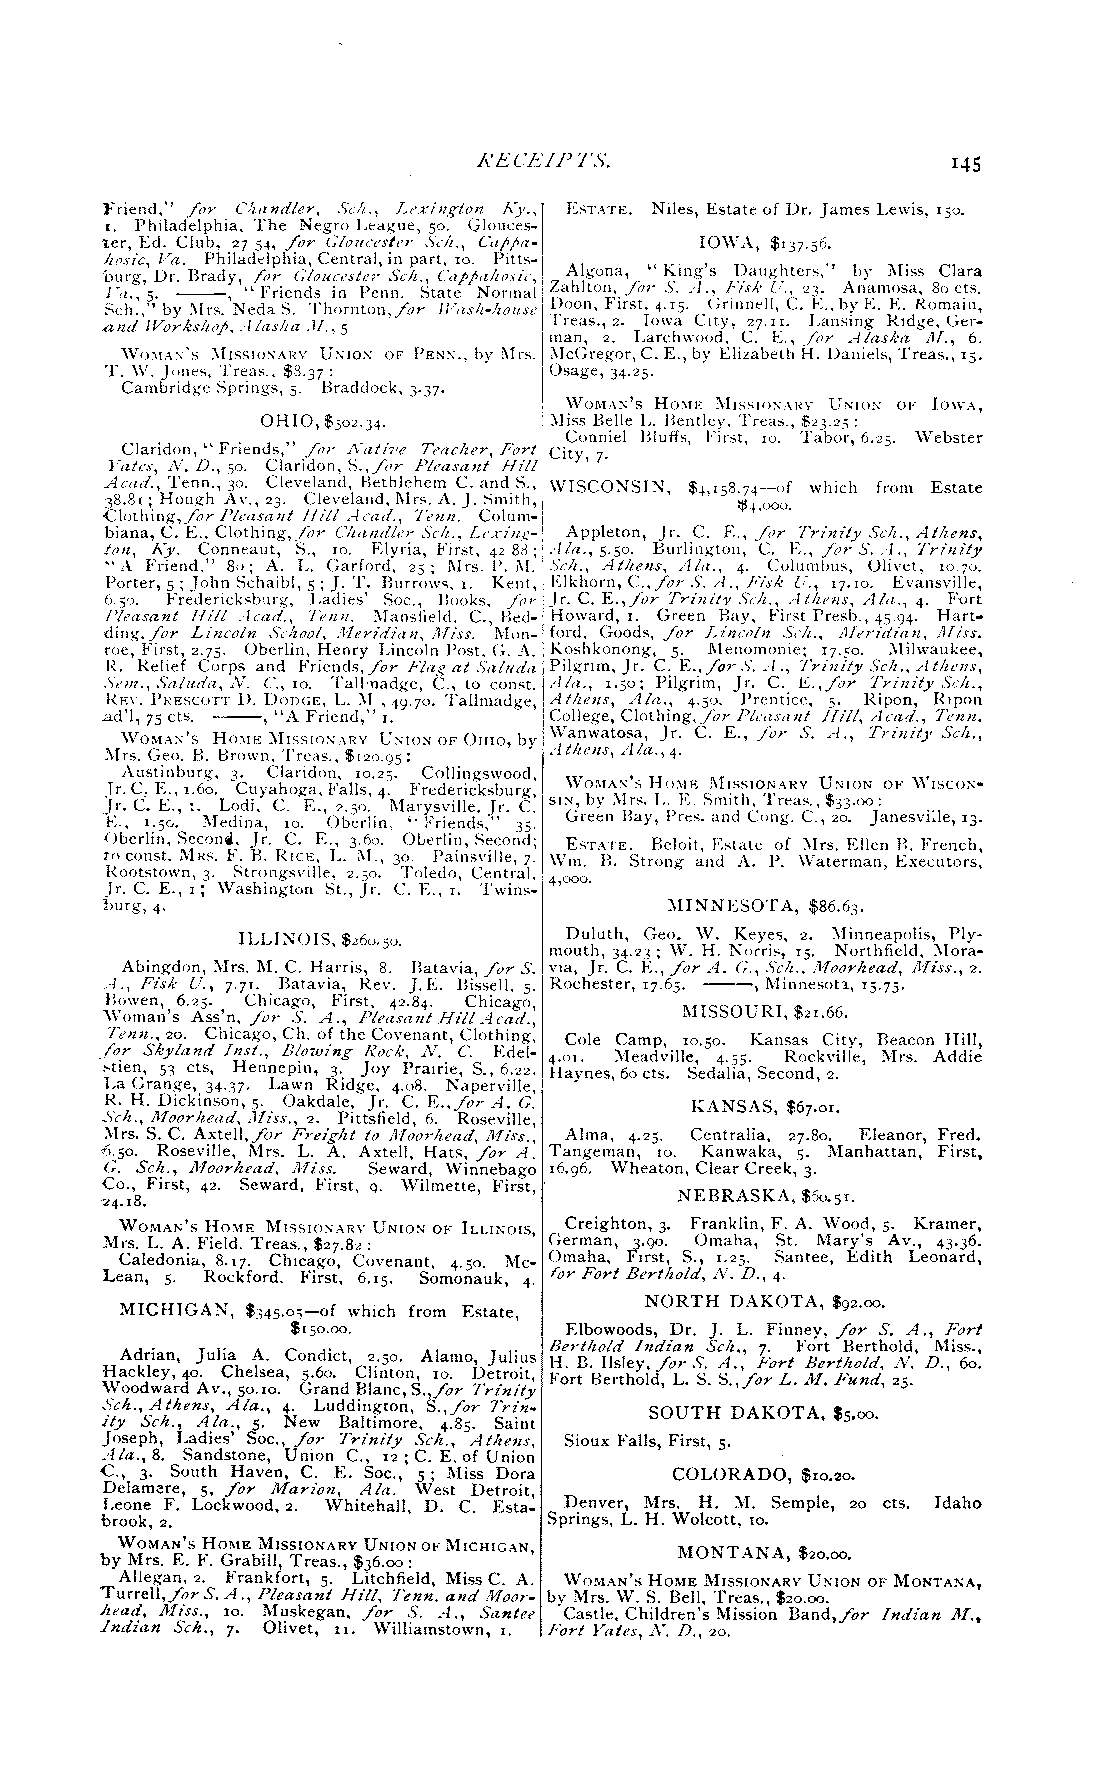 RECEIPTS.
145
Friend," for Chandler, Sch., Lexington Ky.,
1. Philadelphia, The Negro League, 50. Glouces-
ter, Ed. Club, 27 54, for Gloucester Sch., Cappa-
hosic, Va. Philadelphia, Central, in part, 10. Pitts-
burg, Dr. Brady, for Gloucester Sch., Cappahosic,
Va., 5. ———, "Friends in Penn. State Normal
Sch.," by Mrs. Neda S. Thornton, for Wash-house
and Workshop, Alasha M., 5
WOMAN'S MISSIONARY UNION OF PENN., by Mrs.
T. W. Jones, Treas., $8.37 :
Cambridge Springs, 5. Braddock, 3.37.
OHIO, $502.34.
Claridon, "Friends," for Native Teacher, Fort
Yates, N. D., 50. Claridon, S., for Pleasant Hill
Acad., Tenn., 30. Cleveland, Bethlehem C. and S.,
38.81; Hough Av., 23. Cleveland, Mrs. A. J. Smith,
Clothing, for Pleasant Hill Acad., Tenn. Colum-
biana, C. E., Clothing, for Chandler Sch., Lexing-
ton, Ky. Conneaut, S., 10. Elyria, First, 42 88;
"A Friend," 80; A. L. Garford, 25; Mrs. P. M.
Porter, 5; John Schaibl, 5; J. T. Burrows, 1. Kent,
6.50. Fredericksburg, Ladies' Soc., Books, for
Pleasant Hill Acad., Tenn. Mansfield, C., Bed-
ding, for Lincoln School, Meridian, Miss. Mon-
roe, First, 2.75. Oberlin, Henry Lincoln Post, G. A.
R. Relief Corps and Friends, for Flag at Saluda
Sem., Saluda, N. C., 10. Tallmadge, C., to const.
REV. PRESCOTT D. DODGE, L. M , 49.70. Tallmadge,
ad'l, 75 cts. ———, "A Friend," 1.
WOMAN'S HOME MISSIONARY UNION OF OHIO, by
Mrs. Geo. B. Brown, Treas., $120.95 :
Austinburg, 3. Claridon, 10.25. Collingswood,
Jr. C. E., 1.60. Cuyahoga, Falls, 4. Fredericksburg,
Jr. C. E., 1. Lodi, C. E., 2.50. Marysville, Jr. C.
E., 1.50. Medina, 10. Oberlin, "Friends," 35.
Oberlin, Second, Jr. C. E., 3.60. Oberlin, Second;
to const. MRS. F. B. RICE, L. M., 30. Painsville, 7.
Rootstown, 3. Strongsville, 2.50. Toledo, Central,
Jr. C. E., 1; Washington St., Jr. C. E., 1. Twins-
burg, 4.
ILLINOIS, $260.50.
Abingdon, Mrs. M. C. Harris, 8. Batavia, for S.
A., Fisk U., 7.71. Batavia, Rev. J. E. Bissell, 5.
Bowen, 6.25. Chicago, First, 42.84. Chicago,
Woman's Ass'n, for S. A., Pleasant Hill Acad.,
Tenn., 20. Chicago, Ch. of the Covenant, Clothing,
for Skyland Inst., Blowing Rock, N. C. Edel-
stien, 53 cts, Hennepin, 3. Joy Prairie, S., 6.22.
La Grange, 34.37. Lawn Ridge, 4.08. Naperville,
R. H. Dickinson, 5. Oakdale, Jr. C. E., for A. G.
Sch., Moorhead, Miss., 2. Pittsfield, 6. Roseville,
Mrs. S. C. Axtell, for Freight to Moorhead, Miss.,
6.50. Roseville, Mrs. L. A. Axtell, Hats, for A.
G. Sch., Moorhead, Miss. Seward, Winnebago
Co., First, 42. Seward, First, 9. Wilmette, First,
24.18.
WOMAN'S HOME MISSIONARY UNION OF ILLINOIS,
Mrs. L. A. Field. Treas., $27.82 :
Caledonia, 8.17. Chicago, Covenant, 4.50. Mc-
Lean, 5. Rockford, First, 6.15. Somonauk, 4.
MICHIGAN, $345.05—of which from Estate,
$150.00.
Adrian, Julia A. Condict, 2.50. Alamo, Julius
Hackley, 40. Chelsea, 5.60. Clinton, 10. Detroit,
Woodward Av., 50.10. Grand Blanc, S., for Trinity
Sch., Athens, Ala., 4. Luddington, S., for Trin-
ity Sch., Ala., 5. New Baltimore, 4.85. Saint
Joseph, Ladies' Soc., for Trinity Sch., Athens,
Ala., 8. Sandstone, Union C., 12; C. E. of Union
C., 3. South Haven, C. E. Soc., 5; Miss Dora
Delamere, 5, for Marion, Ala. West Detroit,
Leone F. Lockwood, 2. Whitehall, D. C. Esta-
brook, 2.
WOMAN'S HOME MISSIONARY UNION OF MICHIGAN,
by Mrs. E. F. Grabill, Treas., $36.00 :
Allegan, 2. Frankfort, 5. Litchfield, Miss C. A.
Turrell, for S. A., Pleasant Hill, Tenn. and Moor-
head, Miss., 10. Muskegan, for S. A., Santee
Indian Sch., 7. Olivet, 11. Williamstown, 1.
ESTATE. Niles, Estate of Dr. James Lewis, 150.
IOWA, $137.56.
Algona, "King's Daughters," by Miss Clara
Zahlton, for S. A., Fisk U., 23. Anamosa, 80 cts.
Doon, First, 4.15. Grinnell, C. E., by E. E. Romain,
Treas., 2. Iowa City, 27.11. Lansing Ridge, Ger-
man, 2. Larchwood, C. E., for Alaska M., 6.
McGregor, C. E., by Elizabeth H. Daniels, Treas., 15.
Osage, 34.25.
WOMAN'S HOME MISSIONARY UNION OF IOWA,
Miss Belle L. Bentley, Treas., $23.25 :
Conniel Bluffs, First, 10. Tabor, 6.25. Webster
City, 7.
WISCONSIN, $4,158.74—of which from Estate
$4,000.
Appleton, Jr. C. E., for Trinity Sch., Athens,
Ala., 5.50. Burlington, C. E., for S. A., Trinity
Sch., Athens, Ala., 4. Columbus, Olivet, 10.70.
Elkhorn, C., for S. A., Fisk U., 17.10. Evansville,
Jr. C. E., for Trinity Sch., Athens, Ala., 4. Fort
Howard, 1. Green Bay, First Presb., 45.94. Hart-
ford, Goods, for Lincoln Sch., Meridian, Miss.
Koshkonong, 5. Menomonie; 17.50. Milwaukee,
Pilgrim, Jr. C. E., for S. A., Trinity Sch., Athens,
Ala., 1.50; Pilgrim, Jr. C. E., for Trinity Sch.,
Athens, Ala., 4.50. Prentice, 5. Ripon, Ripon
College, Clothing, for Pleasant Hill, Acad., Tenn.
Wanwatosa, Jr. C. E., for S. A., Trinity Sch.,
Athens, Ala., 4.
WOMAN'S HOME MISSIONARY UNION OF WISCON-
SIN, by Mrs. L. E. Smith, Treas., $33.00 :
Green Bay, Pres. and Cong. C., 20. Janesville, 13.
ESTATE. Beloit, Estate of Mrs. Ellen B. French,
Wm. B. Strong and A. P. Waterman, Executors,
4,000.
MINNESOTA, $86.63.
Duluth, Geo. W. Keyes, 2. Minneapolis, Ply-
mouth, 34.23; W. H. Norris, 15. Northfield, Mora-
via, Jr. C. E., for A. G., Sch., Moorhead, Miss., 2.
Rochester, 17.65. ———, Minnesota, 15.75.
MISSOURI, $21.66.
Cole Camp, 10.50. Kansas City, Beacon Hill,
4.01. Meadville, 4.55. Rockville, Mrs. Addie
Haynes, 60 cts. Sedalia, Second, 2.
KANSAS, $67.01.
Alma, 4.25. Centralia, 27.80. Eleanor, Fred.
Tangeman, 10. Kanwaka, 5. Manhattan, First,
16.96. Wheaton, Clear Creek, 3.
NEBRASKA, $60.51.
Creighton, 3. Franklin, F. A. Wood, 5. Kramer,
German, 3.90. Omaha, St. Mary's Av., 43.36.
Omaha, First, S., 1.25. Santee, Edith Leonard,
for Fort Berthold, N. D., 4.
NORTH DAKOTA, $92.00.
Elbowoods, Dr. J. L. Finney, for S. A., Fort
Berthold Indian Sch., 7. Fort Berthold, Miss.,
H. B. Ilsley, for S. A., Fort Berthold, N. D., 60.
Fort Berthold, L. S. S., for L. M. Fund, 25.
SOUTH DAKOTA, $5.00.
Sioux Falls, First, 5.
COLORADO, $10.20.
Denver, Mrs. H. M. Semple, 20 cts. Idaho
Springs, L. H. Wolcott, 10.
MONTANA, $20.00.
WOMAN'S HOME MISSIONARY UNION OF MONTANA,
by Mrs. W. S. Bell, Treas., $20.00.
Castle, Children's Mission Band, for Indian M.,
Fort Yates, N. D., 20.